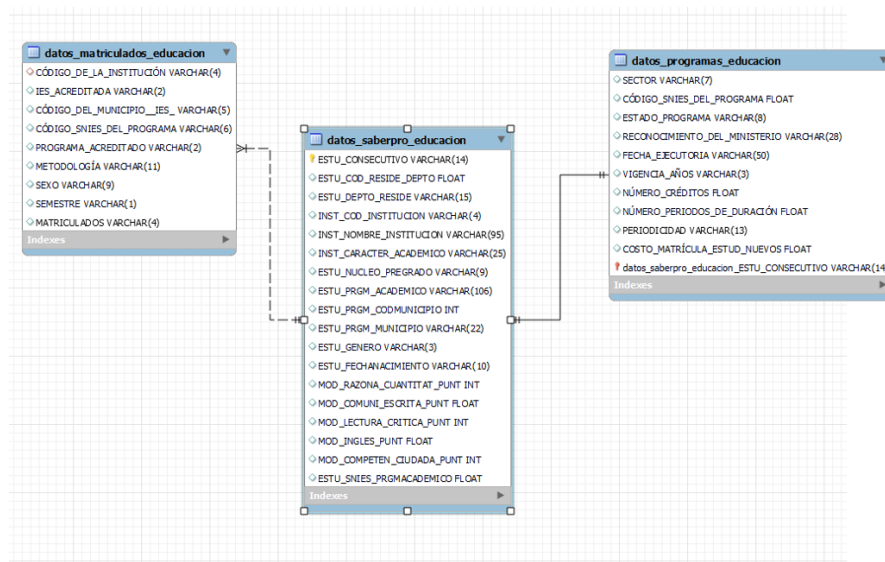 datos_matriculados_educacion
CÓDIGO_DE_LA_INSTITUCIÓN VARCHAR(4)
IES_ACREDITADA VARCHAR(2)
CÓDIGO_DEL_MUNICIPIO__IES_ VARCHAR(5)
CÓDIGO_SNIES_DEL_PROGRAMA VARCHAR(6)
PROGRAMA_ACREDITADO VARCHAR(2)
METODOLOGÍA VARCHAR(11)
SEXO VARCHAR(9)
SEMESTRE VARCHAR(1)
MATRICULADOS VARCHAR(4)
Indexes
datos_saberpro_educacion
ESTU_CONSECUTIVO VARCHAR(14)
ESTU_COD_RESIDE_DEPTO FLOAT
ESTU_DEPTO_RESIDE VARCHAR(15)
INST_COD_INSTITUCION VARCHAR(4)
INST_NOMBRE_INSTITUCION VARCHAR(95)
INST_CARACTER_ACADEMICO VARCHAR(25)
ESTU_NUCLEO_PREGRADO VARCHAR(9)
ESTU_PRGM_ACADEMICO VARCHAR(106)
ESTU_PRGM_CODMUNICIPIO INT
ESTU_PRGM_MUNICIPIO VARCHAR(22)
ESTU_GENERO VARCHAR(3)
ESTU_FECHANACIMIENTO VARCHAR(10)
MOD_RAZONA_CUANTITAT_PUNT INT
MOD_COMUNI_ESCRITA_PUNT FLOAT
MOD_LECTURA_CRITICA_PUNT INT
MOD_INGLES_PUNT FLOAT
MOD_COMPETEN_CIUDADA_PUNT INT
ESTU_SNIES_PRGMACADEMICO FLOAT
Indexes
datos_programas_educacion
SECTOR VARCHAR(7)
CÓDIGO_SNIES_DEL_PROGRAMA FLOAT
ESTADO_PROGRAMA VARCHAR(8)
RECONOCIMIENTO_DEL_MINISTERIO VARCHAR(28)
FECHA_EJECUTORIA VARCHAR(50)
VIGENCIA_AÑOS VARCHAR(3)
NÚMERO_CRÉDITOS FLOAT
NÚMERO_PERIODOS_DE_DURACIÓN FLOAT
PERIODICIDAD VARCHAR(13)
COSTO_MATRÍCULA_ESTUD_NUEVOS FLOAT
datos_saberpro_educacion_ESTU_CONSECUTIVO VARCHAR(14
Indexes